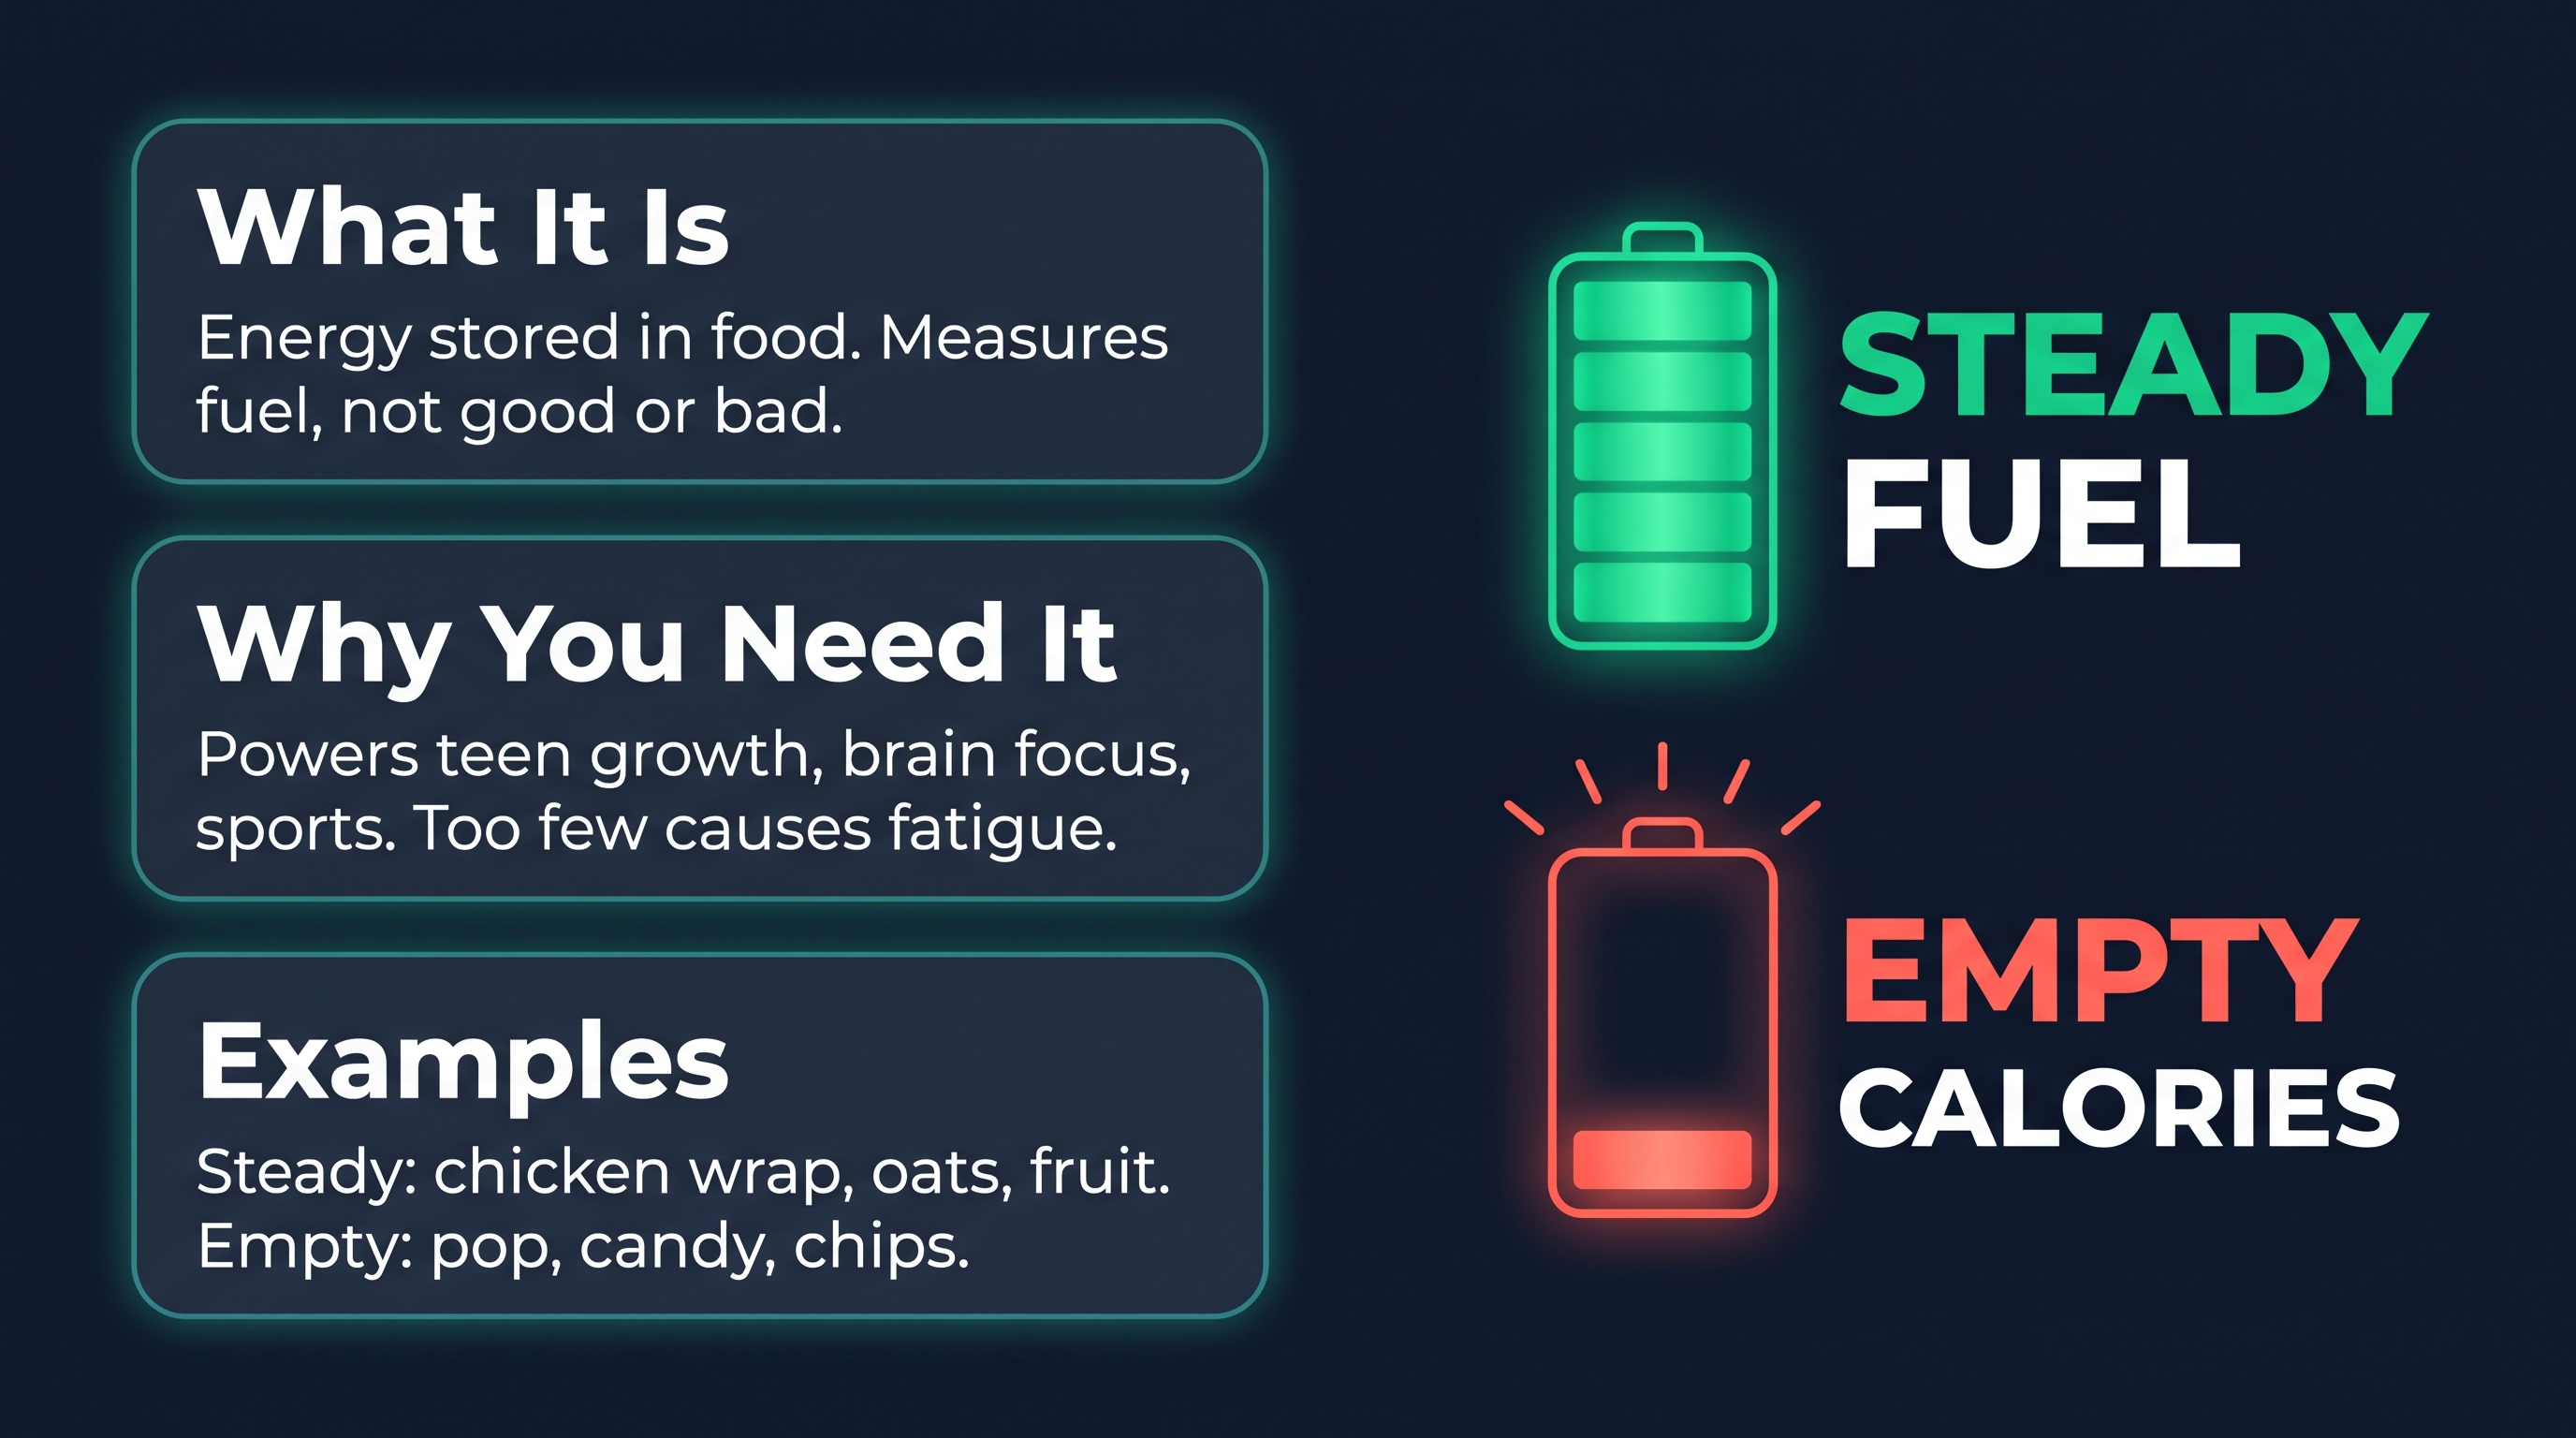 What It Is
Energy stored in food. Measures
fuel, not good or bad.
Why You Need It
Powers teen growth, brain focus,
sports. Too few causes fatigue.
Examples
Steady: chicken wrap, oats, fruit.
Empty: pop, candy, chips.
STEADY
FUEL
EMPTY
CALORIES